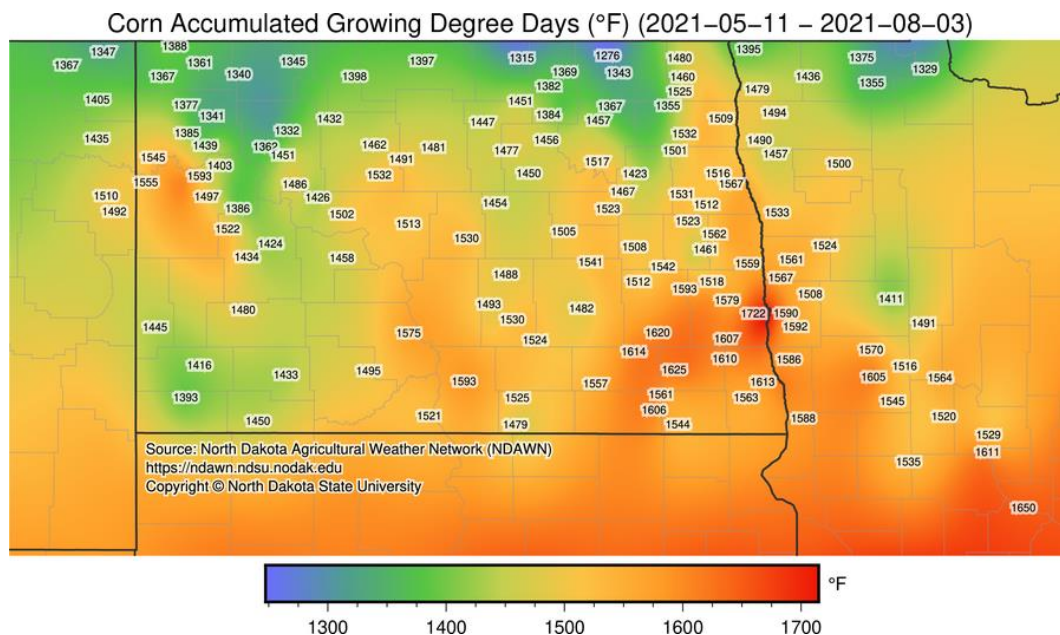 Corn Accumulated Growing Degree Days (°F) (2021−05−11 − 2021−08−03)
1347 1388 1395
1367 1361 1345 1397 1315 1276 1480 1375
1367 1340 1398 1369 1343 1460 1436 1329
1382 1525 1479 1355
1405 1377 1451 1367 1355
1341 1432 1447 1384 1457 1509 1494
1435 1385 1332 1532 1490
1439 1362 1451 1462 1481 1477 1456 1501 1457
1545 1403 1491 1517 1500
1555 1593 1532 1450 1423 1516
1510 1497 1486 1426 1467 1531 1567
1492 1386 1502 1454 1523 1512 1533
1522 1513 1505 1523
1434 1424 1458 1530 1508 1562 1461 1524
1541 1542 1559 1561
1488 1512 1593 1518 1567
1480 1493 1482 1579 1508 1411
1445 1530 1722 1590 1491
1575 1524 1620 1607 1592
1416 1614 1610 1586 1570
1433 1495 1625 1516
1393 1593 1557 1613 1605 1564
1525 1561 1563 1545
1450 1521 1479 1606 1544 1588 1520
1529
Source: North Dakota Agricultural Weather Network (NDAWN)
1611
https://ndawn.ndsu.nodak.edu
1535
Copyright © North Dakota State University
1650
°F
1300 1400 1500 1600 1700